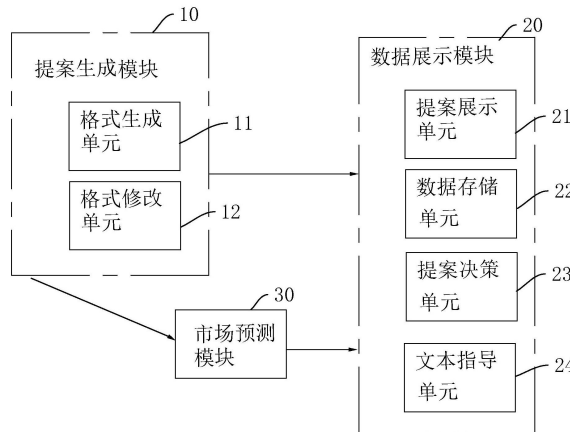 10
提案生成模块
格式生成
单元
11
格式修改
单元
12
20
数据展示模块
提案展示
单元
21
数据存储
单元
22
提案决策
单元
23
文本指导
单元
24
30
市场预测
模块